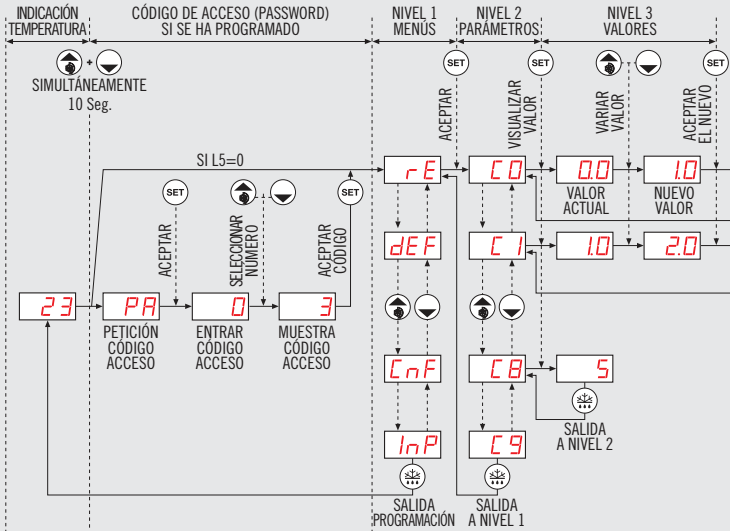 INDICACIÓN
TEMPERATURA
CÓDIGO DE ACCESO (PASSWORD)
SI SE HA PROGRAMADO
NIVEL 1
MENÚS
NIVEL 2
PARÁMETROS
NIVEL 3
VALORES
+
SIMULTÁNEAMENTE
10 Seg.
SET
SET
SET
ACEPTAR
VISUALIZAR
VALOR
VARIAR
VALOR
ACEPTAR
EL NUEVO
SI L5=0
rE
C0
0.0
1.0
VALOR
ACTUAL
NUEVO
VALOR
SET
SET
ACEPTAR
SELECCIONAR
NÚMERO
ACEPTAR
CÓDIGO
dEF
C1
1.0
2.0
23
PA
0
3
PETICIÓN
CÓDIGO
ACCESO
ENTRAR
CÓDIGO
ACCESO
MUESTRA
CÓDIGO
ACCESO
CnF
C8
5
SALIDA
A NIVEL 2
InP
C9
SALIDA
PROGRAMACIÓN
SALIDA
A NIVEL 1